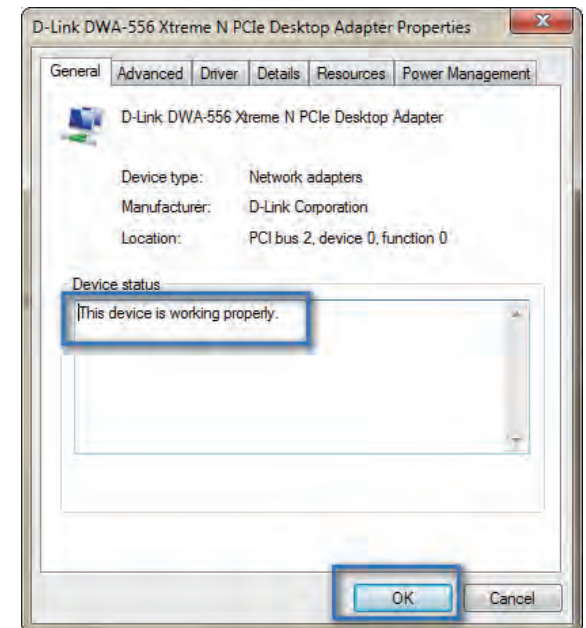 D-Link DWA-556 Xtreme N PCIe Desktop Adapter Properties
General Advanced Driver Details Resources Power Management
D-Link DWA-556 Xtreme N PCIe Desktop Adapter
Device type: Network adapters
Manufacturer: D-Link Corporation
Location: PCI bus 2, device 0, function 0
Device status
This device is working properly.
OK Cancel